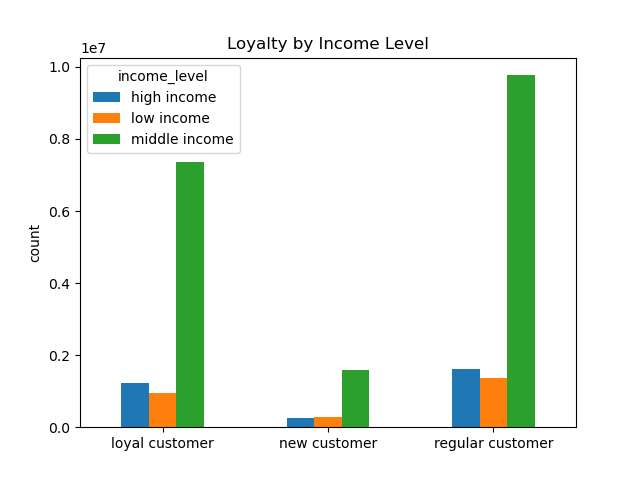 Loyalty by Income Level
1e7
1.0
0.8
0.6
0.4
0.2
0.0
count
income_level
high income
low income
middle income
loyal customer
new customer
regular customer